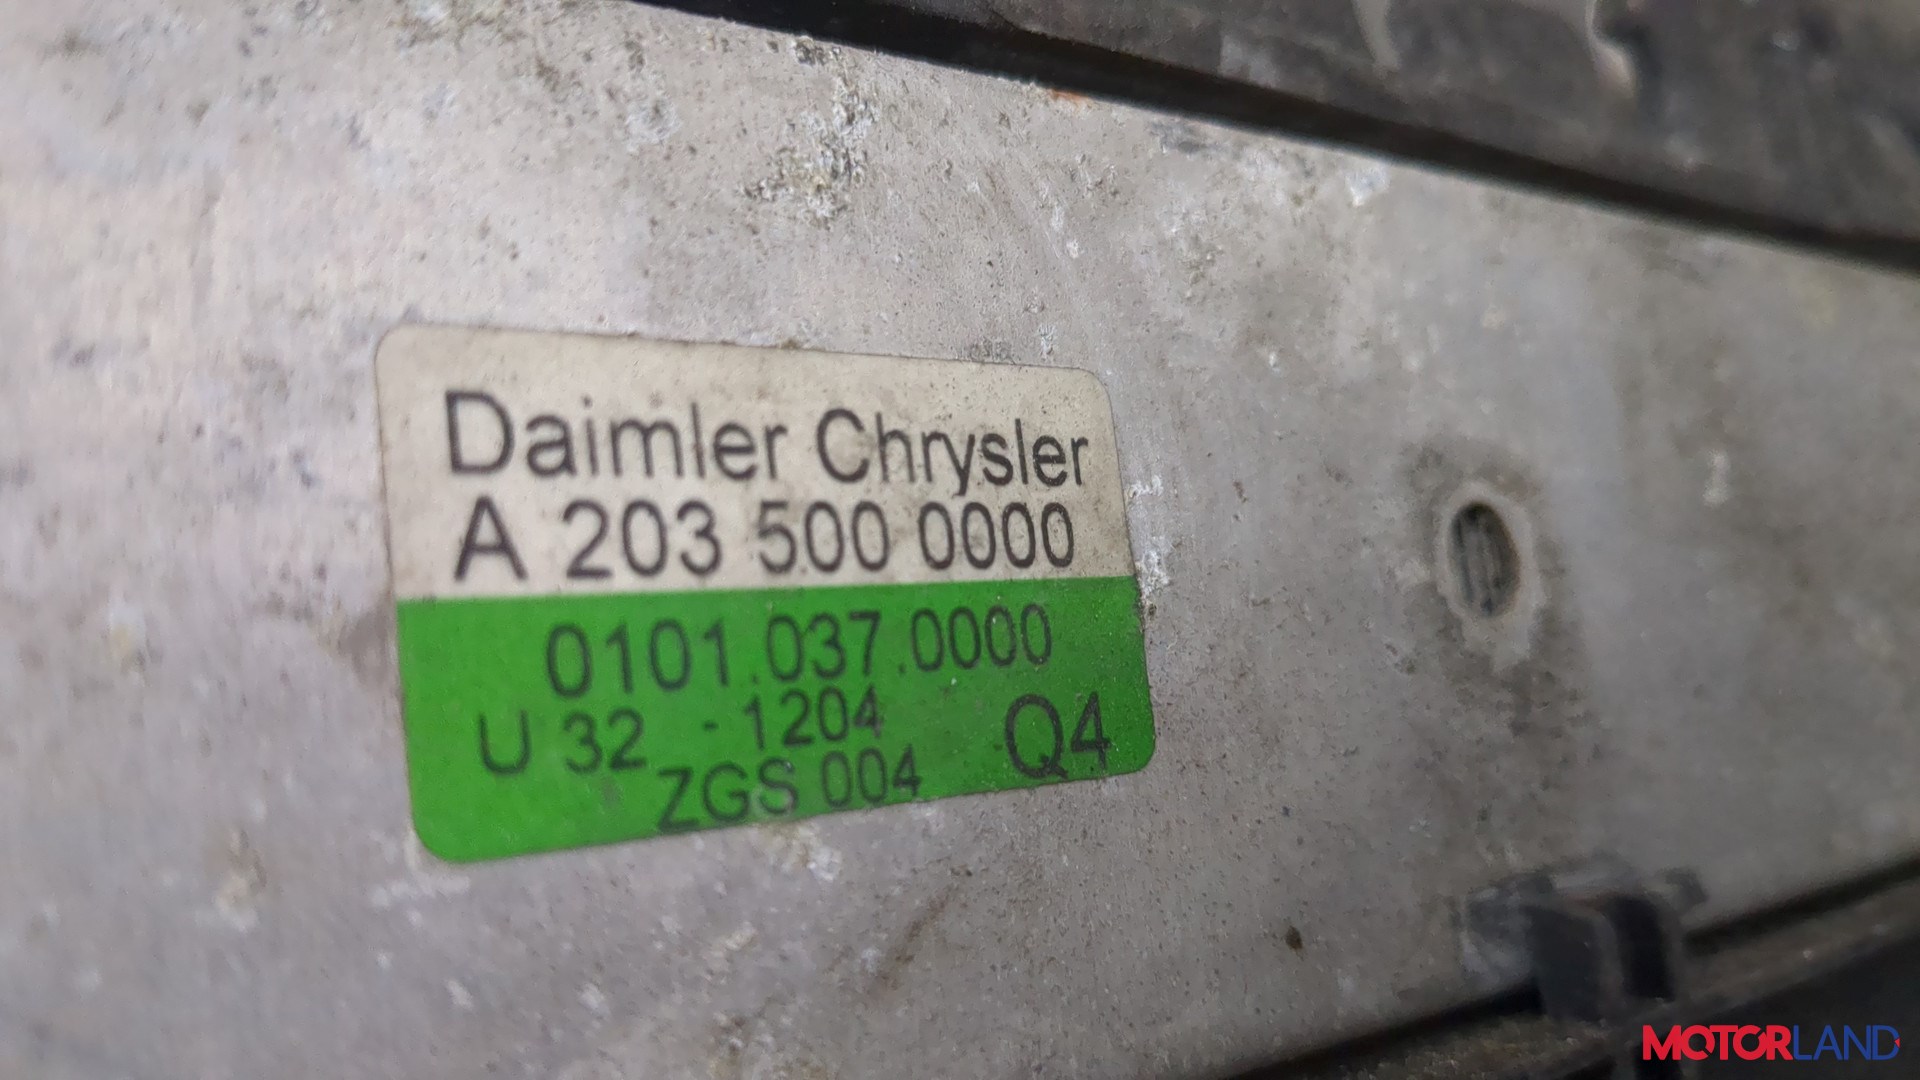 Daimler Chrysler
A 203 500 0000
0101.037.0000
U 32 - 1204 Q4
ZGS 004
MOTORLAND